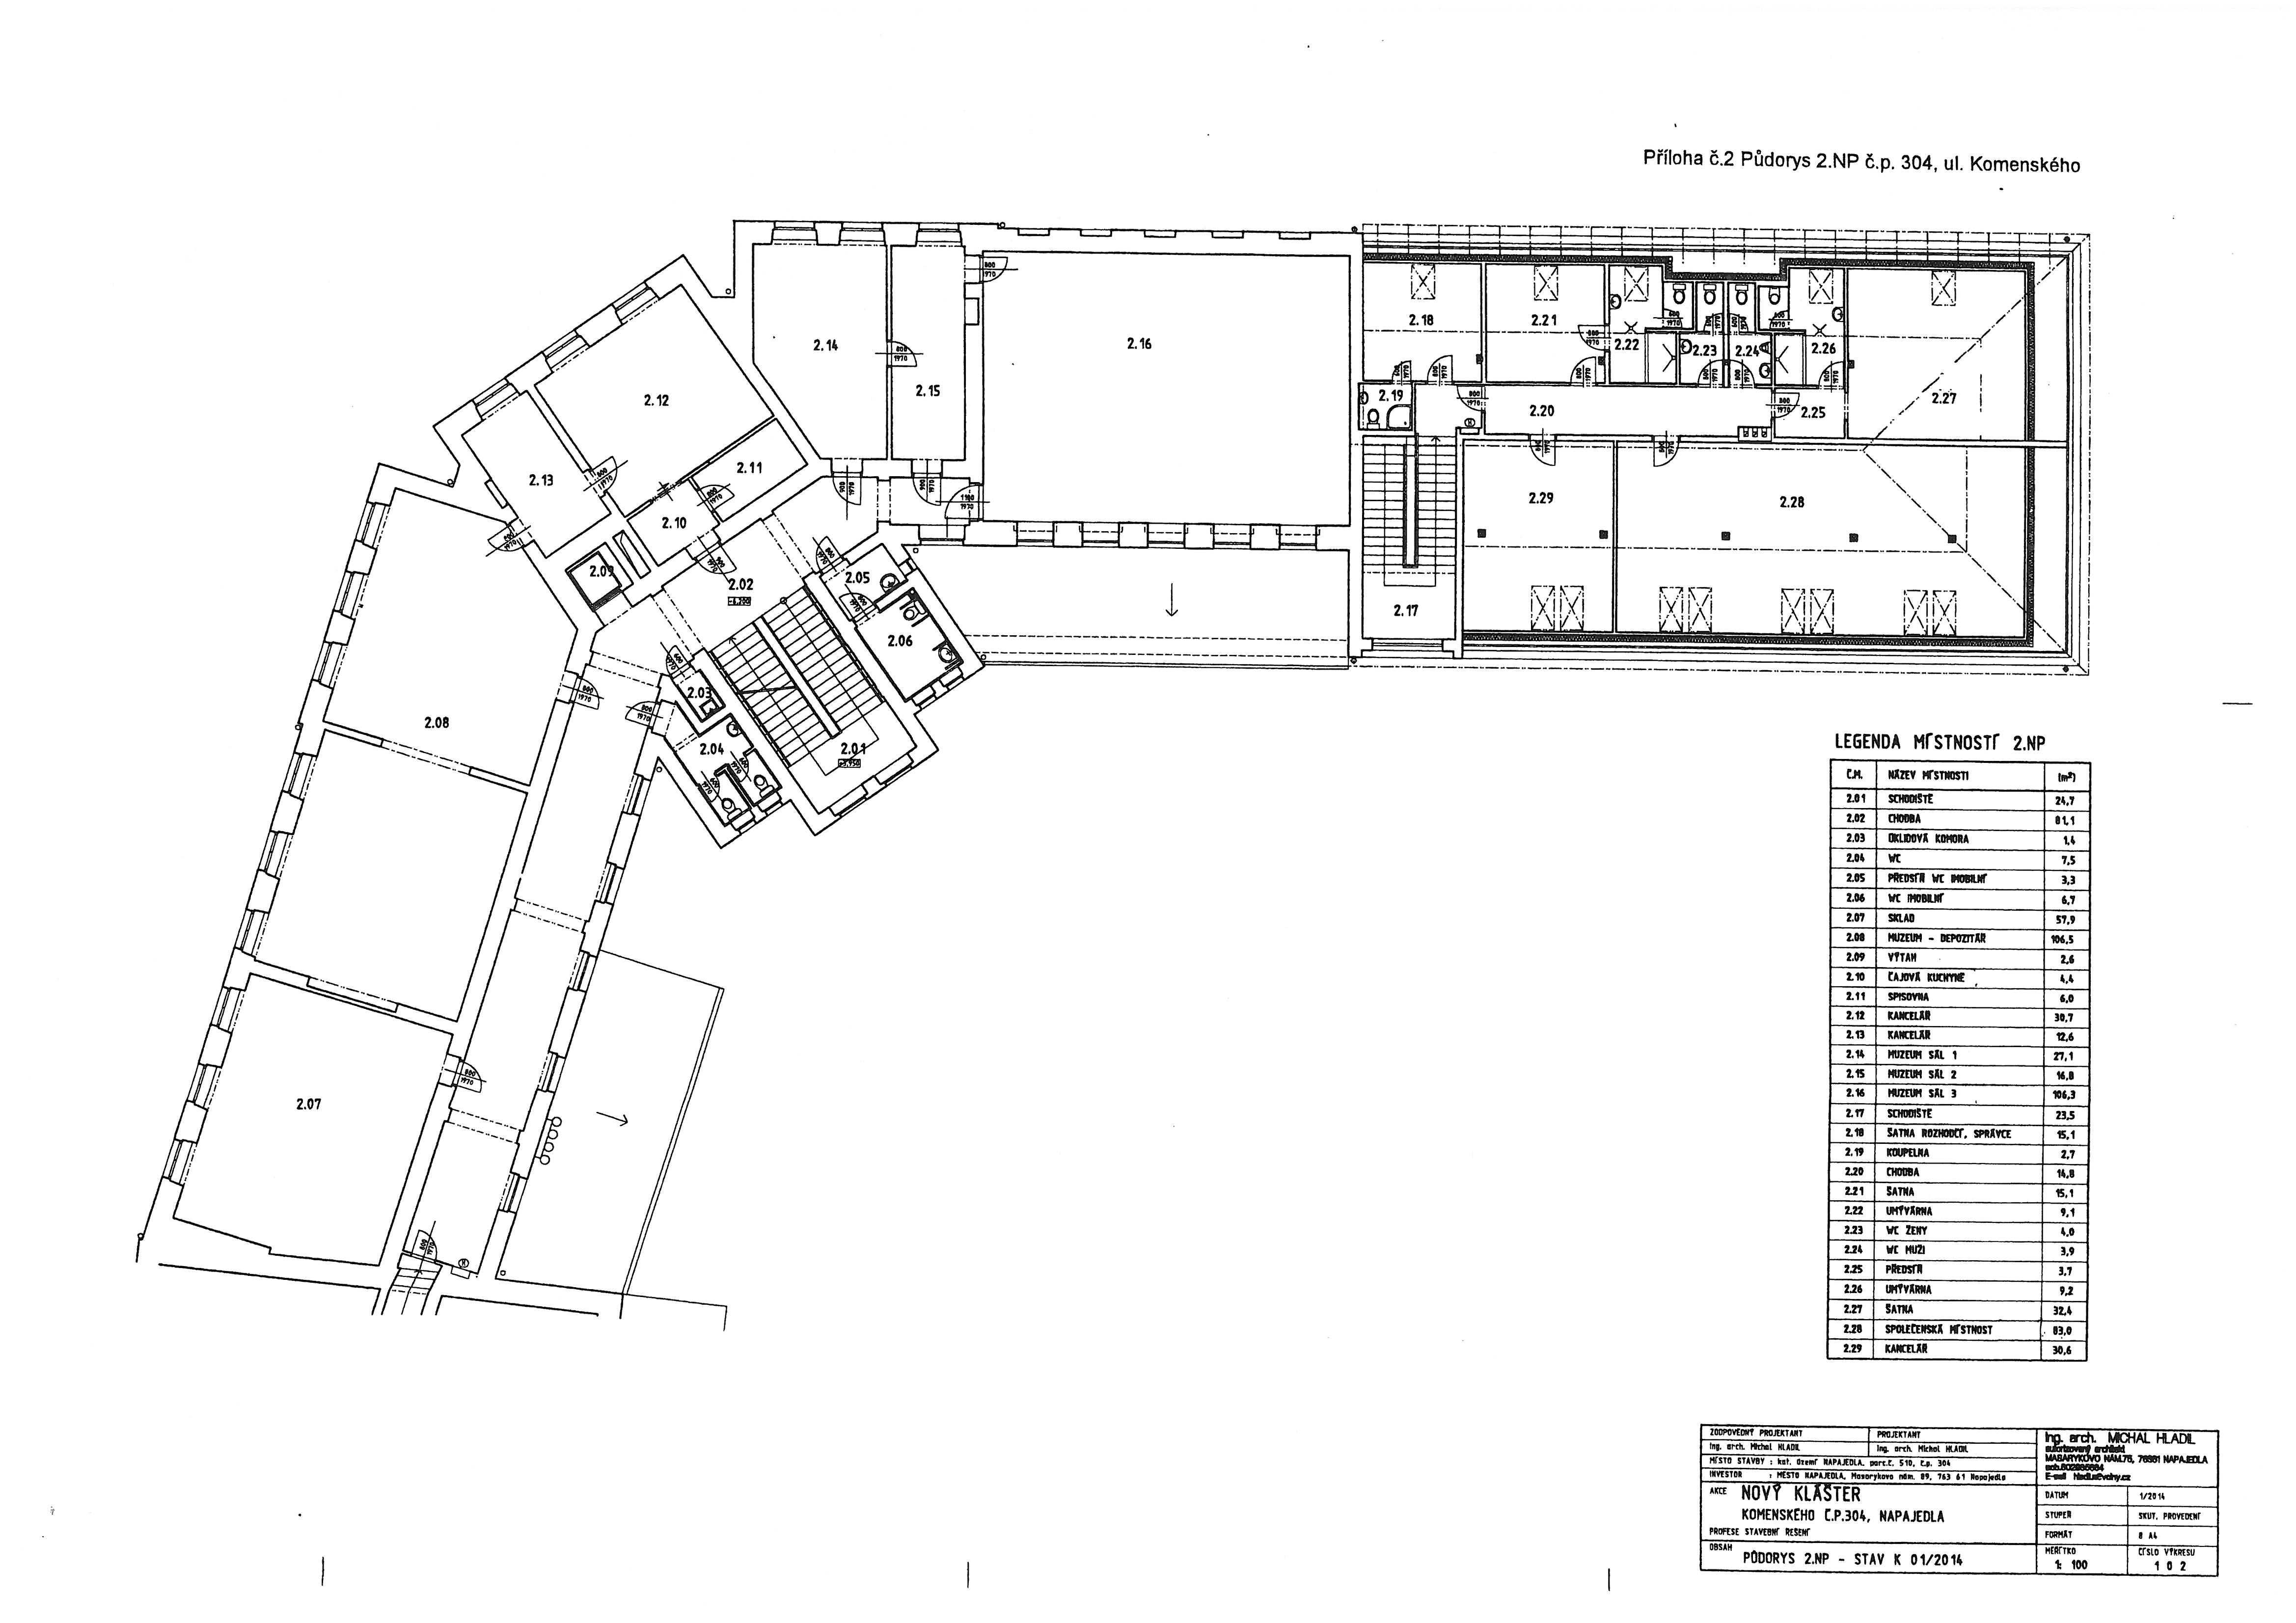 Příloha č.2 Půdorys 2.NP č.p. 304, ul. Komenského
2.14
2.15
2.16
2.18
2.21
2.22
2.23
2.24
2.26
2.27
2.12
2.11
2.13
2.10
2.19
2.20
2.25
2.29
2.28
2.09
2.02
2.05
2.06
2.17
2.08
2.03
2.04
2.01
2.07
LEGENDA MÍSTNOSTÍ 2.NP
Č.M. NÁZEV MÍSTNOSTI (m²)
2.01 SCHODIŠTĚ 24,7
2.02 CHODBA 81,1
2.03 ÚKLIDOVÁ KOMORA 1,4
2.04 WC 7,5
2.05 PŘEDSÍŇ WC IMOBILNÍ 3,3
2.06 WC IMOBILNÍ 6,7
2.07 SKLAD 57,9
2.08 MUZEUM - DEPOZITÁŘ 106,5
2.09 VÝTAH 2,6
2.10 ČAJOVÁ KUCHYNĚ 4,4
2.11 SPISOVNA 6,0
2.12 KANCELÁŘ 30,7
2.13 KANCELÁŘ 12,6
2.14 MUZEUM SÁL 1 27,1
2.15 MUZEUM SÁL 2 16,8
2.16 MUZEUM SÁL 3 106,3
2.17 SCHODIŠTĚ 23,5
2.18 ŠATNA ROZHODČÍ, SPRÁVCE 15,1
2.19 KOUPELNA 2,7
2.20 CHODBA 14,8
2.21 ŠATNA 15,1
2.22 UMÝVÁRNA 9,1
2.23 WC ŽENY 4,0
2.24 WC MUŽI 3,9
2.25 PŘEDSÍŇ 3,7
2.26 UMÝVÁRNA 9,2
2.27 ŠATNA 32,4
2.28 SPOLEČENSKÁ MÍSTNOST 83,0
2.29 KANCELÁŘ 30,6
ZODPOVĚDNÝ PROJEKTANT PROJEKTANT
Ing. arch. Michal HLADIL Ing. arch. Michal HLADIL
MÍSTO STAVBY : kat. území NAPAJEDLA, parc.č. 510, č.p. 304
INVESTOR : MĚSTO NAPAJEDLA, Masarykovo nám. 89, 763 61 Napajedla
AKCE NOVÝ KLÁŠTER
KOMENSKÉHO Č.P.304, NAPAJEDLA
PROFESE STAVEBNÍ ŘEŠENÍ
OBSAH PŮDORYS 2.NP - STAV K 01/2014
Ing. arch. MICHAL HLADIL
autorizovaný architekt
MASARYKOVO NÁM.75, 76361 NAPAJEDLA
DATUM 1/2014
STUPEŇ SKUT. PROVEDENÍ
FORMÁT 8 A4
MĚŘÍTKO ČÍSLO VÝKRESU
1: 100 1 0 2